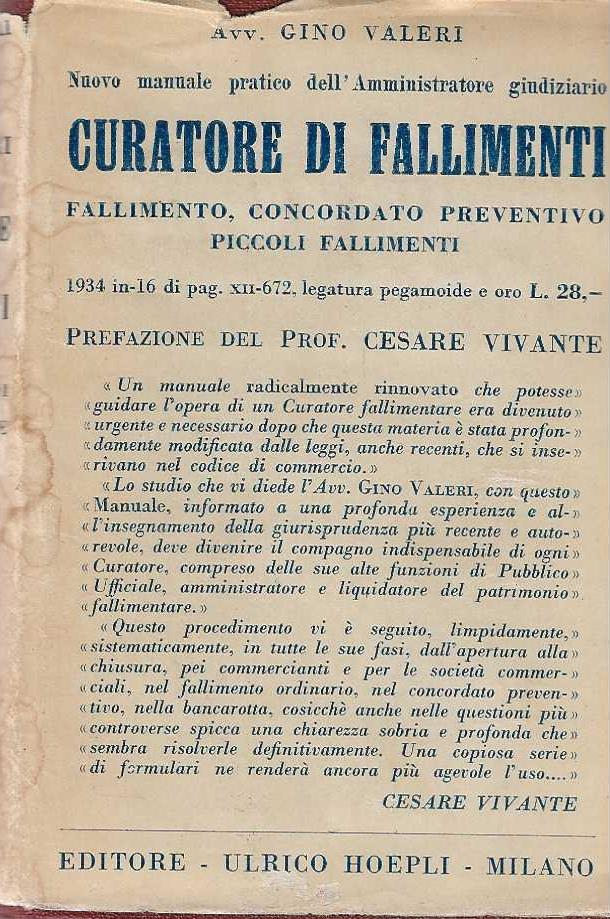 Avv. GINO VALERI
Nuovo manuale pratico dell'Amministratore giudiziario
CURATORE DI FALLIMENTI
FALLIMENTO, CONCORDATO PREVENTIVO
PICCOLI FALLIMENTI
1934 in-16 di pag. XII-672, legatura pegamoide e oro L. 28,–
PREFAZIONE DEL PROF. CESARE VIVANTE
« Un manuale radicalmente rinnovato che potesse»
«guidare l'opera di un Curatore fallimentare era divenuto»
«urgente e necessario dopo che questa materia è stata profon-»
«damente modificata dalle leggi, anche recenti, che si inse-»
«rivano nel codice di commercio.»
«Lo studio che vi diede l'Avv. GINO VALERI, con questo»
«Manuale, informato a una profonda esperienza e al-»
«l'insegnamento della giurisprudenza più recente e auto-»
«revole, deve divenire il compagno indispensabile di ogni»
«Curatore, compreso delle sue alte funzioni di Pubblico»
«Ufficiale, amministratore e liquidatore del patrimonio»
«fallimentare.»
«Questo procedimento vi è seguito, limpidamente,»
«sistematicamente, in tutte le sue fasi, dall'apertura alla»
«chiusura, pei commercianti e per le società commer-»
«ciali, nel fallimento ordinario, nel concordato preven-»
«tivo, nella bancarotta, cosicchè anche nelle questioni più»
«controverse spicca una chiarezza sobria e profonda che»
«sembra risolverle definitivamente. Una copiosa serie»
«di formulari ne renderà ancora più agevole l'uso....»
CESARE VIVANTE
EDITORE - ULRICO HOEPLI - MILANO